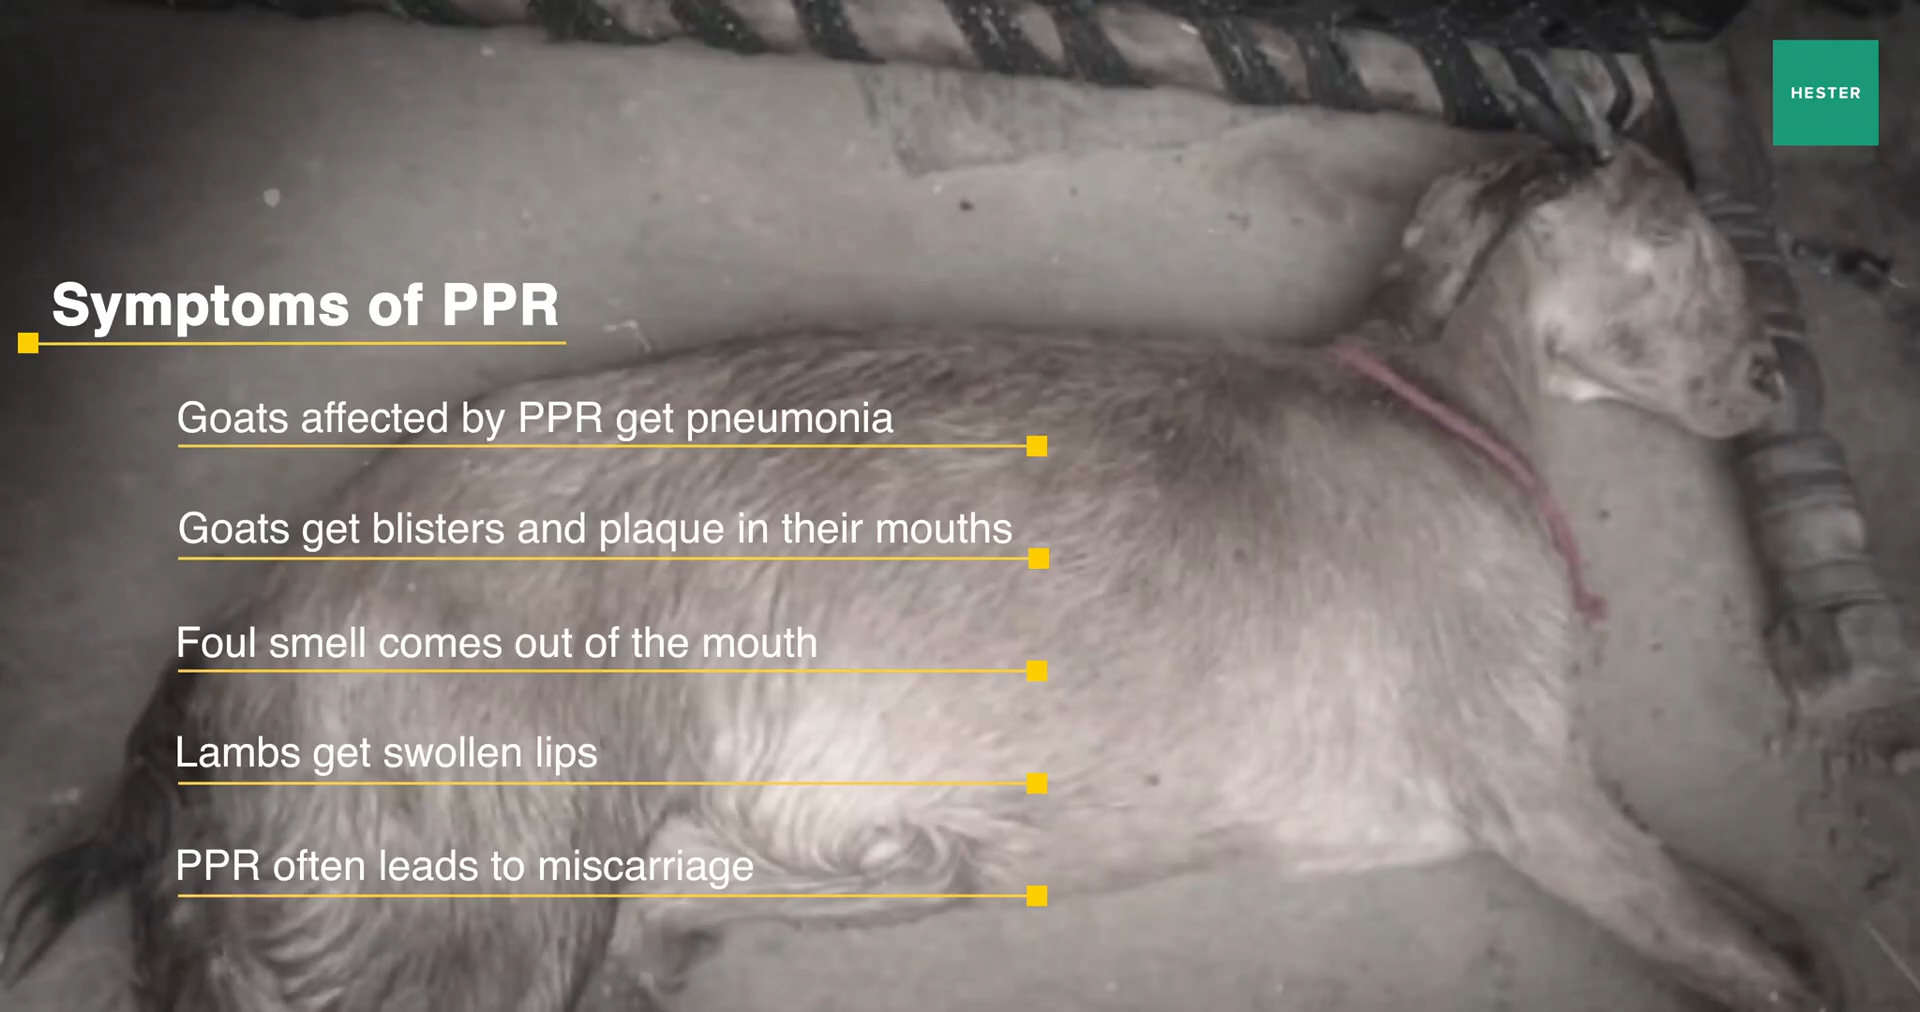 HESTER
Symptoms of PPR
Goats affected by PPR get pneumonia
Goats get blisters and plaque in their mouths
Foul smell comes out of the mouth
Lambs get swollen lips
PPR often leads to miscarriage